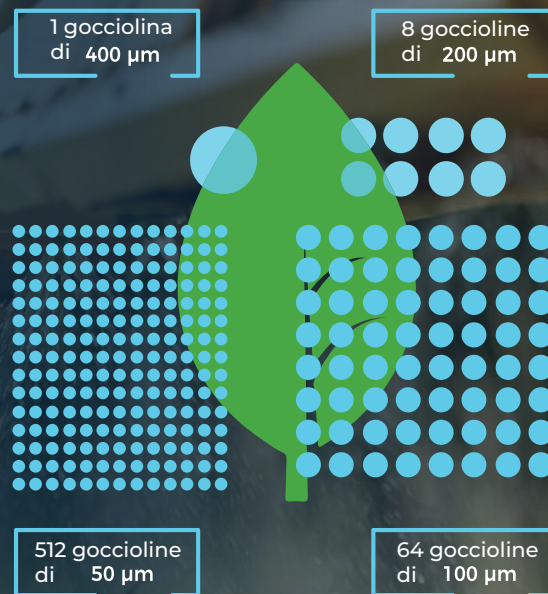 1 gocciolina
di 400 µm
8 goccioline
di 200 µm
512 goccioline
di 50 µm
64 goccioline
di 100 µm